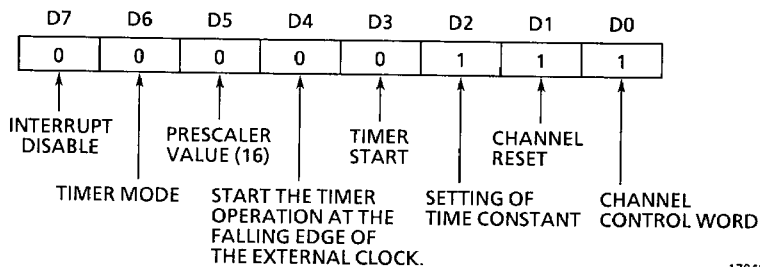 D7 D6 D5 D4 D3 D2 D1 D0
0 0 0 0 0 1 1 1
INTERRUPT
DISABLE
PRESCALER
VALUE (16)
TIMER
START
CHANNEL
RESET
TIMER MODE
START THE TIMER
OPERATION AT THE
FALLING EDGE OF
THE EXTERNAL CLOCK.
SETTING OF
TIME CONSTANT
CHANNEL
CONTROL WORD